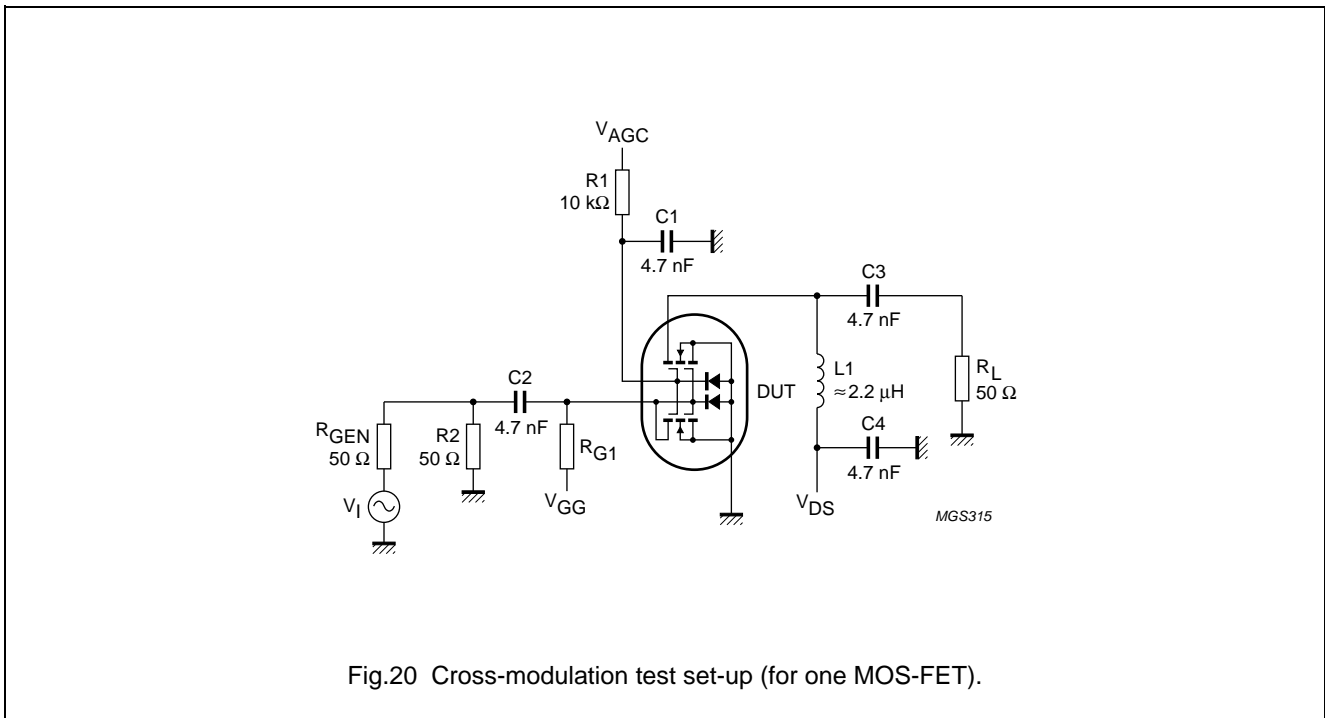 VAGC
R1
10 kΩ
C1
4.7 nF
C3
4.7 nF
L1
≈2.2 μH
RL
50 Ω
C2
4.7 nF
DUT
RGEN
50 Ω
R2
50 Ω
RG1
C4
4.7 nF
VI
VGG
VDS
MGS315
Fig.20 Cross-modulation test set-up (for one MOS-FET).